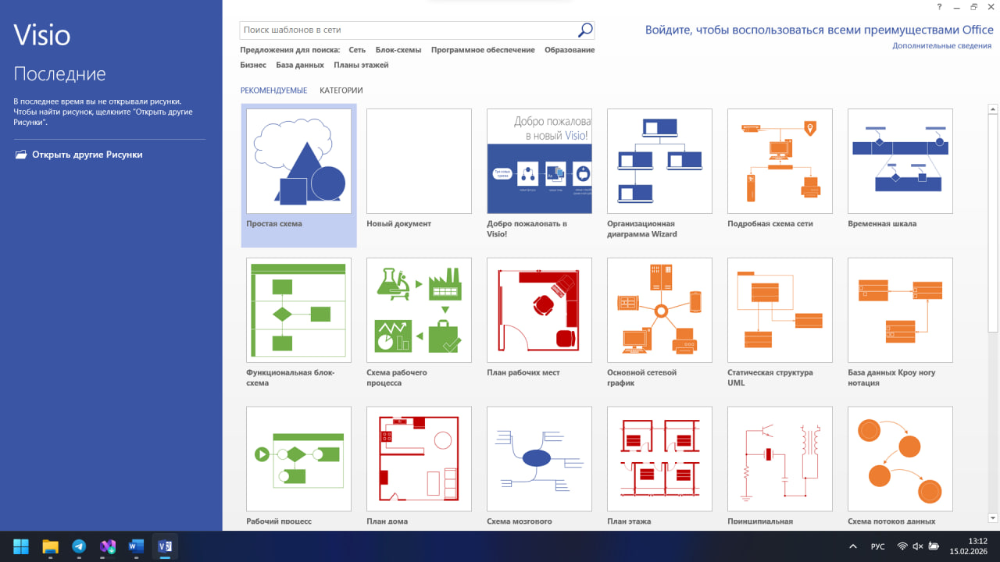 Visio
Последние
В последнее время вы не открывали рисунки.
Чтобы найти рисунок, щелкните "Открыть другие
Рисунки".
Открыть другие Рисунки
?
Поиск шаблонов в сети
Войдите, чтобы воспользоваться всеми преимуществами Office
Дополнительные сведения
Предложения для поиска: Сеть Блок-схемы Программное обеспечение Образование
Бизнес База данных Планы этажей
РЕКОМЕНДУЕМЫЕ КАТЕГОРИИ
Добро пожаловат
в новый Visio!
Простая схема
Новый документ
Добро пожаловать в
Visio!
Организационная
диаграмма Wizard
Подробная схема сети
Временная шкала
Функциональная блок-
схема
Схема рабочего
процесса
План рабочих мест
Основной сетевой
график
Статическая структура
UML
База данных Кроу ногу
нотация
Рабочий процесс
План дома
Схема мозгового
План этажа
Принципиальная
Схема потоков данных
РУС
13:12
15.02.2026